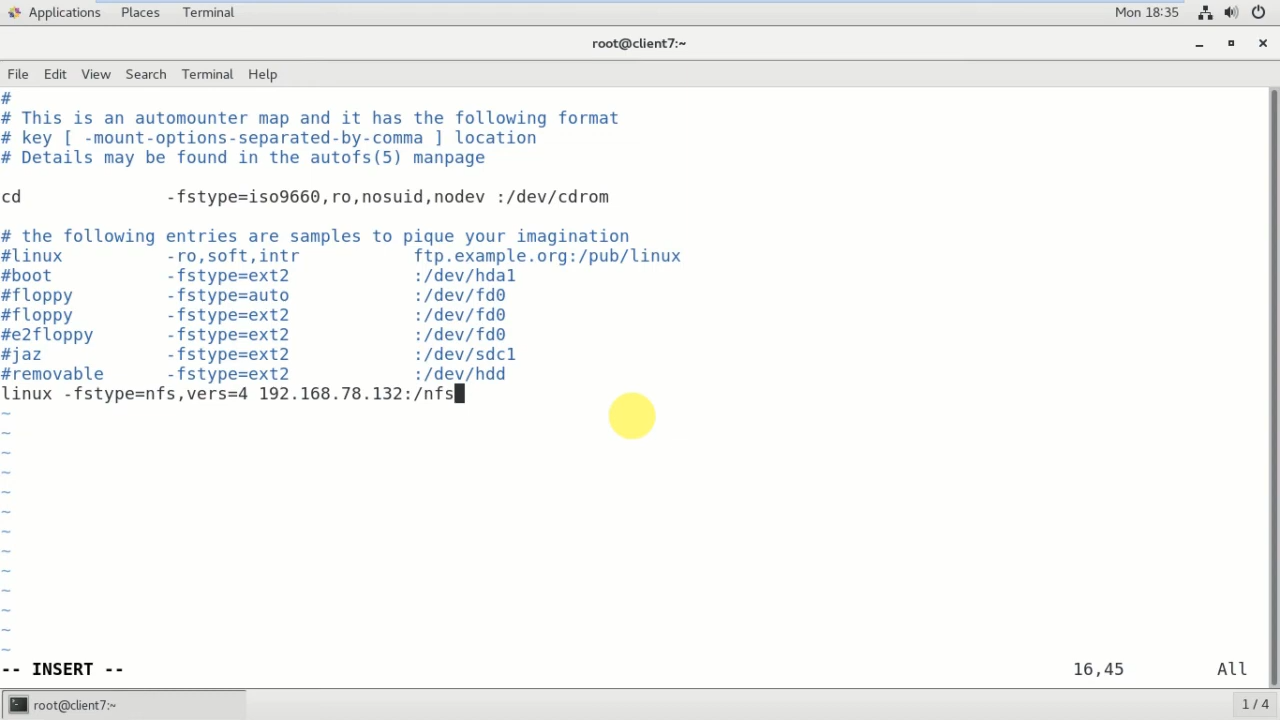 Applications Places Terminal Mon 18:35
root@client7:~
File Edit View Search Terminal Help
#
# This is an automounter map and it has the following format
# key [ -mount-options-separated-by-comma ] location
# Details may be found in the autofs(5) manpage
cd -fstype=iso9660,ro,nosuid,nodev :/dev/cdrom
# the following entries are samples to pique your imagination
#linux -ro,soft,intr ftp.example.org:/pub/linux
#boot -fstype=ext2 :/dev/hda1
#floppy -fstype=auto :/dev/fd0
#floppy -fstype=ext2 :/dev/fd0
#e2floppy -fstype=ext2 :/dev/fd0
#jaz -fstype=ext2 :/dev/sdc1
#removable -fstype=ext2 :/dev/hdd
linux -fstype=nfs,vers=4 192.168.78.132:/nfs
~
~
~
~
~
~
~
~
~
~
~
~
~
-- INSERT -- 16,45 All
root@client7:~ 1 / 4